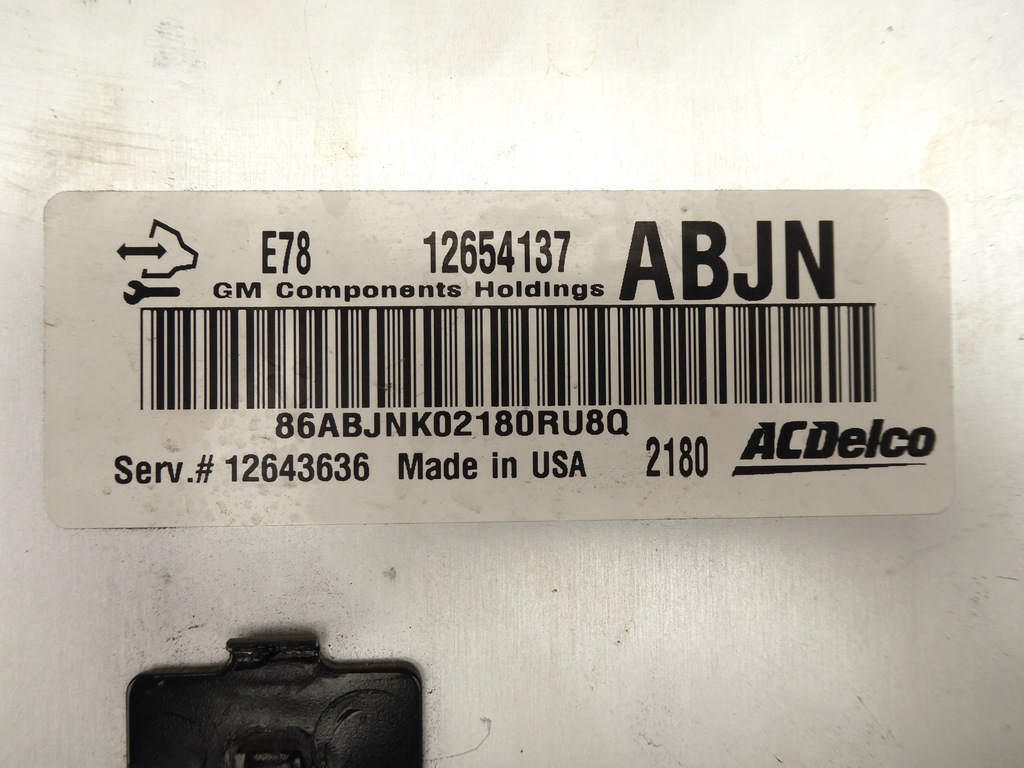 E78 12654137 ABJN
GM Components Holdings
86ABJNK02180RU8Q
Serv.# 12643636 Made in USA 2180 ACDelco